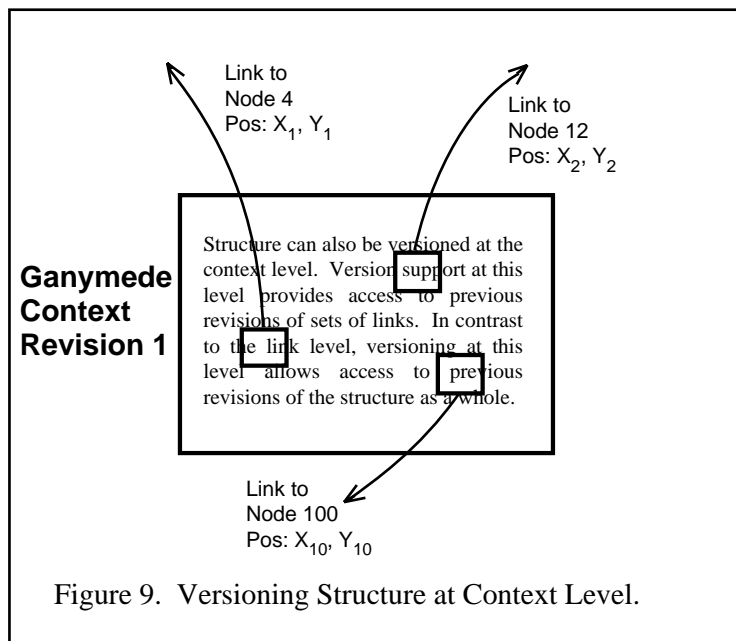 Link to
Node 4
Pos: X₁, Y₁
Link to
Node 12
Pos: X₂, Y₂
Ganymede
Context
Revision 1
Structure can also be versioned at the
context level. Version support at this
level provides access to previous
revisions of sets of links. In contrast
to the link level, versioning at this
level allows access to previous
revisions of the structure as a whole.
Link to
Node 100
Pos: X₁₀, Y₁₀
Figure 9. Versioning Structure at Context Level.